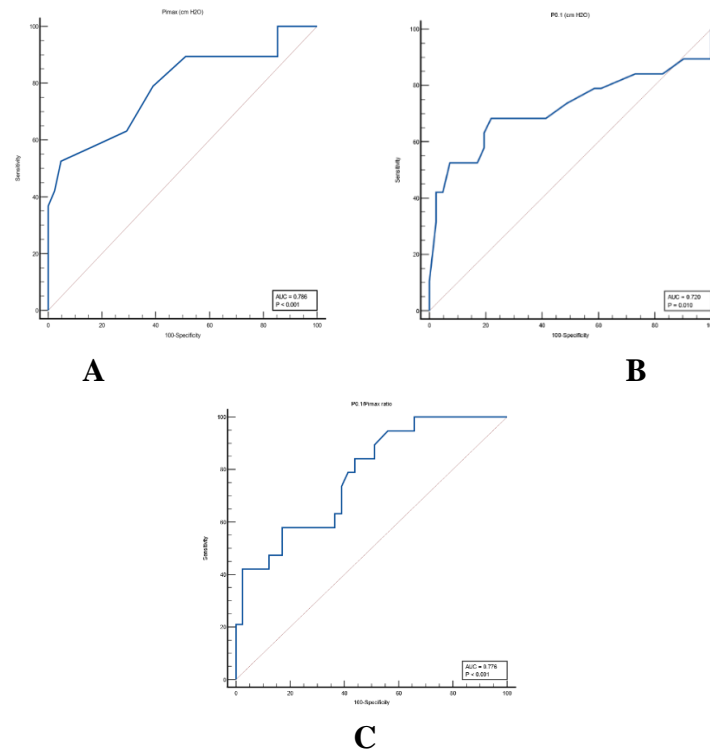 Pimax (cm H2O)
100
80
60
40
20
0
Sensitivity
0 20 40 60 80 100
100-Specificity
AUC = 0.786
P < 0.001
A
P0.1 (cm H2O)
100
80
60
40
20
0
Sensitivity
0 20 40 60 80 100
100-Specificity
AUC = 0.720
P = 0.010
B
P0.1/Pimax ratio
100
80
60
40
20
0
Sensitivity
0 20 40 60 80 100
100-Specificity
AUC = 0.776
P < 0.001
C